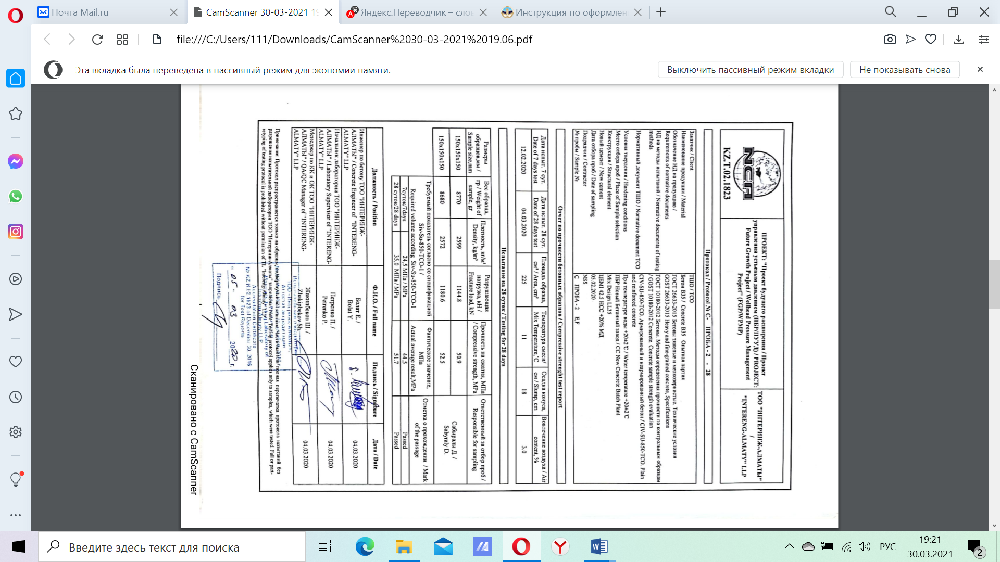 Почта Mail.ru
CamScanner 30-03-2021 19
Яндекс.Переводчик – слов
Инструкция по оформлен
file:///C:/Users/111/Downloads/CamScanner%2030-03-2021%2019.06.pdf
Эта вкладка была переведена в пассивный режим для экономии памяти.
Выключить пассивный режим вкладки
Не показывать снова
NCA
KZ.T.02.1823
ПРОЕКТ: "Проект будущего расширения / Проект
управления устьевым давлением (ПБР/ПУУД) / PROJECT:
Future Growth Project / Wellhead Pressure Management
Project" (FGP/WPMP)
ТОО "ИНТЕРИНЖ-АЛМАТЫ"
/
"INTERENG-ALMATY" LLP
Протокол / Protocol № C- ПРОБА - 2 - 28
Заказчик / Client
ТШО / TCO
Наименование продукции / Material
Бетон В35 / Concrete B35 Опытная партия
Обозначение НД на продукцию /
Requirements of normative documents
ГОСТ 26633-2015 Бетоны тяжелые и мелкозернистые. Технические условия
GOST 26633-2015 Heavy and fine-grained concrete, Specifications
НД на методы испытаний / Normative documents of testing
methods
ГОСТ 10180-2012 Бетоны. Методы определения прочности по контрольным образцам
/ GOST 10180-2012 Concrete. Concrete sample strength evaluation
Нормативный документ ТШО / Normative document TCO
CIV-SU-850-TCO. Армированный и неармированный бетон / CIV-SU-850-TCO. Plain
and reinforced concrete
Условия твердения / Hardening conditions
При температуре воды +20±2℃ / Water temperature +20±2℃
Место отбора проб / Place of Sample selection
ПБР Новый Бетонный завод / CC New Concrete Batch Plant
Конструкция / Structural element
Mix Design LL35
Новый цемент / New cement
ЦЕМI 42.5 НСС +20% МД
Дата отбора проб / Date of sampling
05.02.2020
Подрядчик / Contractor
NSS
№ пробы / Sample №
С ПРОБА - 2 E,F
Отчет по прочности бетонных образцов / Compressive strenght test report
Дата испыт. 7 сут.
Date of 7 days test
Дата испыт. 28 сут.
Date of 28 days test
Площадь образца,
см² / Area, cm²
Температура смеси/
Mix Temperature,°C
Осадка конуса,
см / Slump, cm
Вовлечение воздуха / Air
content, %
12.02.2020
04.03.2020
225
11
18
3.0
Испытание на 28 суток / Testing for 28 days
Размеры
образцов,мм /
Sample size,mm
Вес образца,
гр / Weight of
sample, gr
Плотность, кг/м³
Density, kg/m³
Разрушающая
нагрузка, кН /
Fracture load, kN
Прочность на сжатия, МПа
/ Compressive strength, MPa
Ответственный за отбор проб /
Responsible for sampling
150x150x150
8770
2599
1144.8
50.9
Сабыралы Д. /
Sabyraly D.
150x150x150
8680
2572
1180.6
52.5
Требуемый показатель согласно со спецификацией
Siv-Su-850-TCO-1 /
Required volume according Siv-Su-850-TCO-1
Фактическое значение,
МПа
Actual average result,MPa
Отметка о прохождении / Mark
of the passage
7суток/7days
24,5 МПа / MPa
44.5
Passed
28 суток/28 days
35,0 МПа / MPa
51.7
Passed
Должность / Position
Ф.И.О. / Full name
Подпись / Signature
Дата / Date
Инженер по бетону ТОО "ИНТЕРИНЖ-
АЛМАТЫ" / Concrete Engineer of "INTERENG-
ALMATY" LLP
Болат Е. /
Bolat Y.
04.03.2020
Начальник лаборатории ТОО "ИНТЕРИНЖ-
АЛМАТЫ" / Laboratory Supervisor of "INTERENG-
ALMATY" LLP
Петренко П. /
Petrenko P.
04.03.2020
Менеджер по КК и ОК ТОО "ИНТЕРИНЖ-
АЛМАТЫ" / QA/QC Manager of "INTERENG-
ALMATY" LLP
Жакипбеков Ш. /
Zhakipbekov Sh.
04.03.2020
Примечание: Протокол распространяется только на образцы, подвергнутые испытаниям. Частичная или полная перепечатка протокола испытаний без
разрешения испытательной лаборатории ТОО "Интеринж-Алматы" запрещена / Note: Testing protocol applies only to samples, which were tested. Full or part-
retyping of testing protocol is prohibited without permission of TL "Intereng-Almaty" LLP
Accreditation Certificate
of December 30, 2016
for Test Reports
" 05 " 03 2020 г.
Подпись
Сканировано с CamScanner
Введите здесь текст для поиска
РУС
19:21
30.03.2021
2